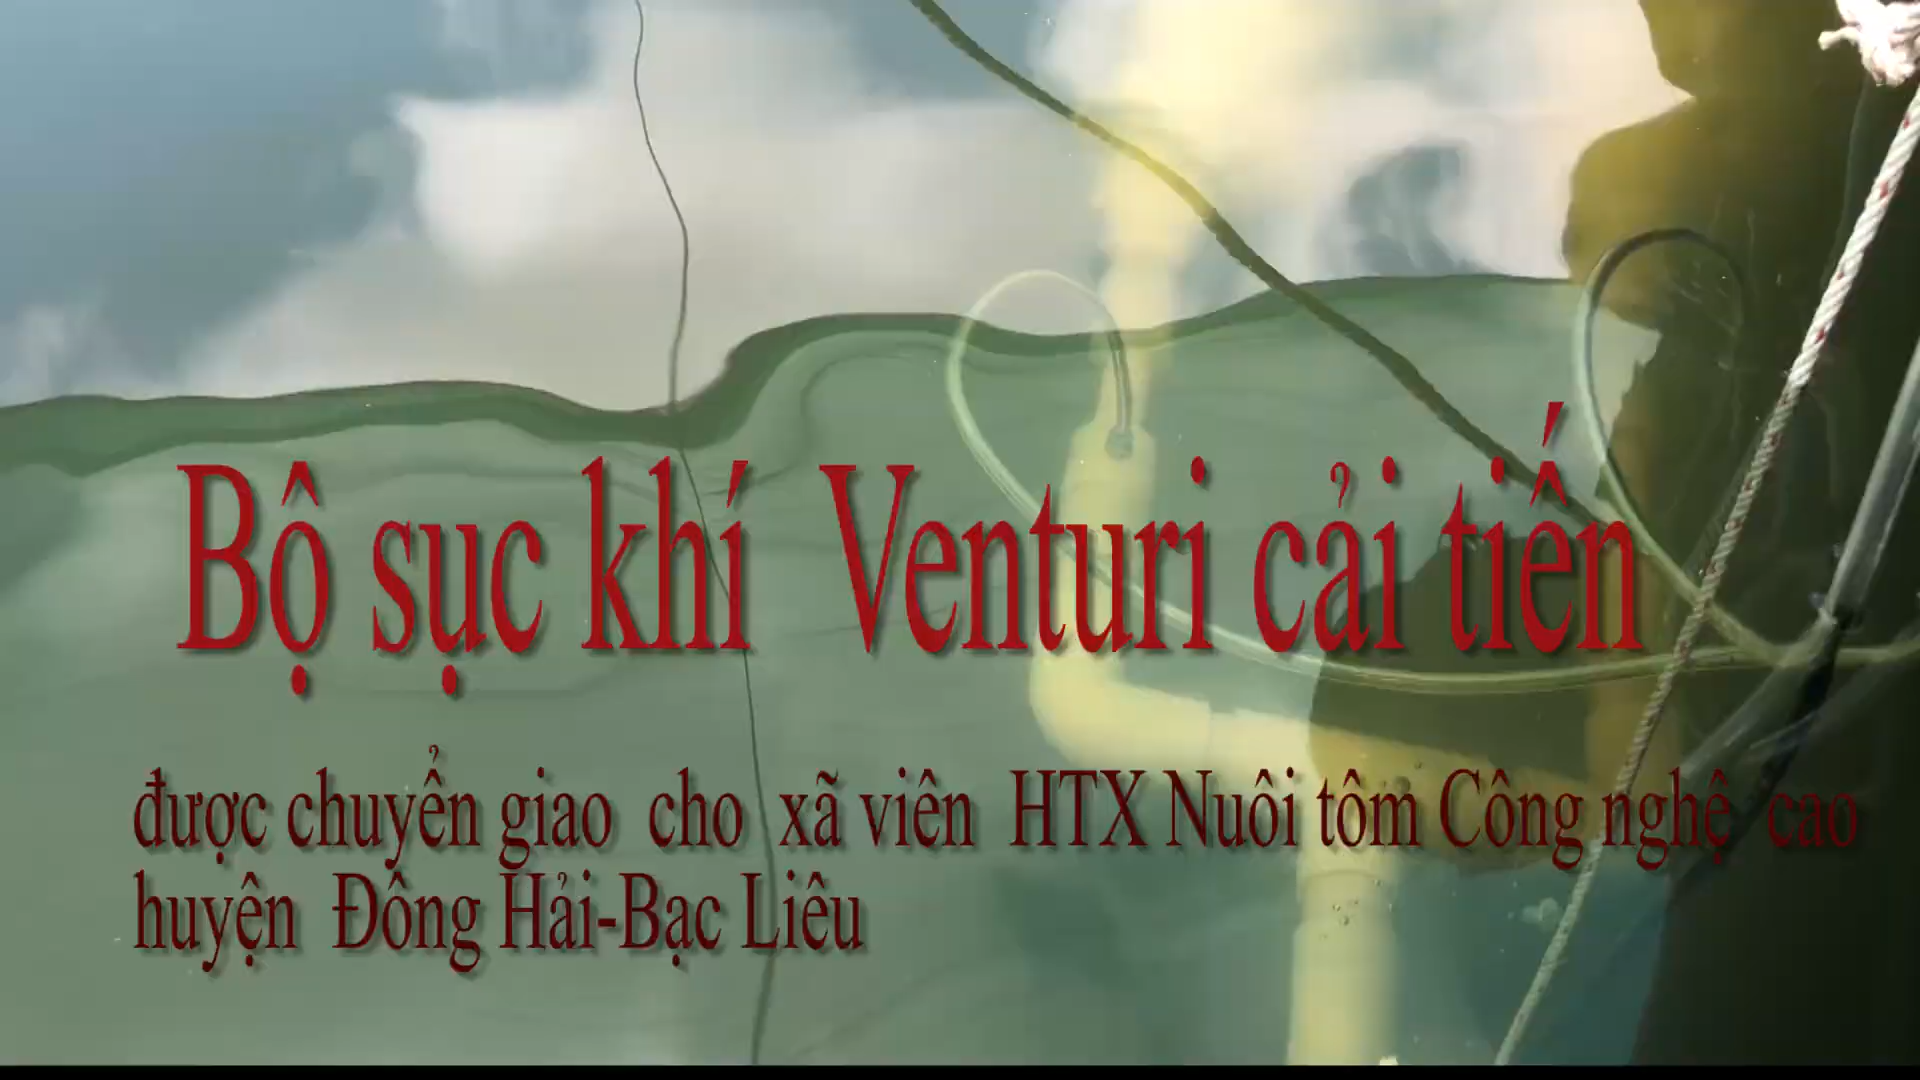 Bộ sục khí Venturi cải tiến
được chuyển giao cho xã viên HTX Nuôi tôm Công nghệ cao
huyện Đông Hải-Bạc Liêu